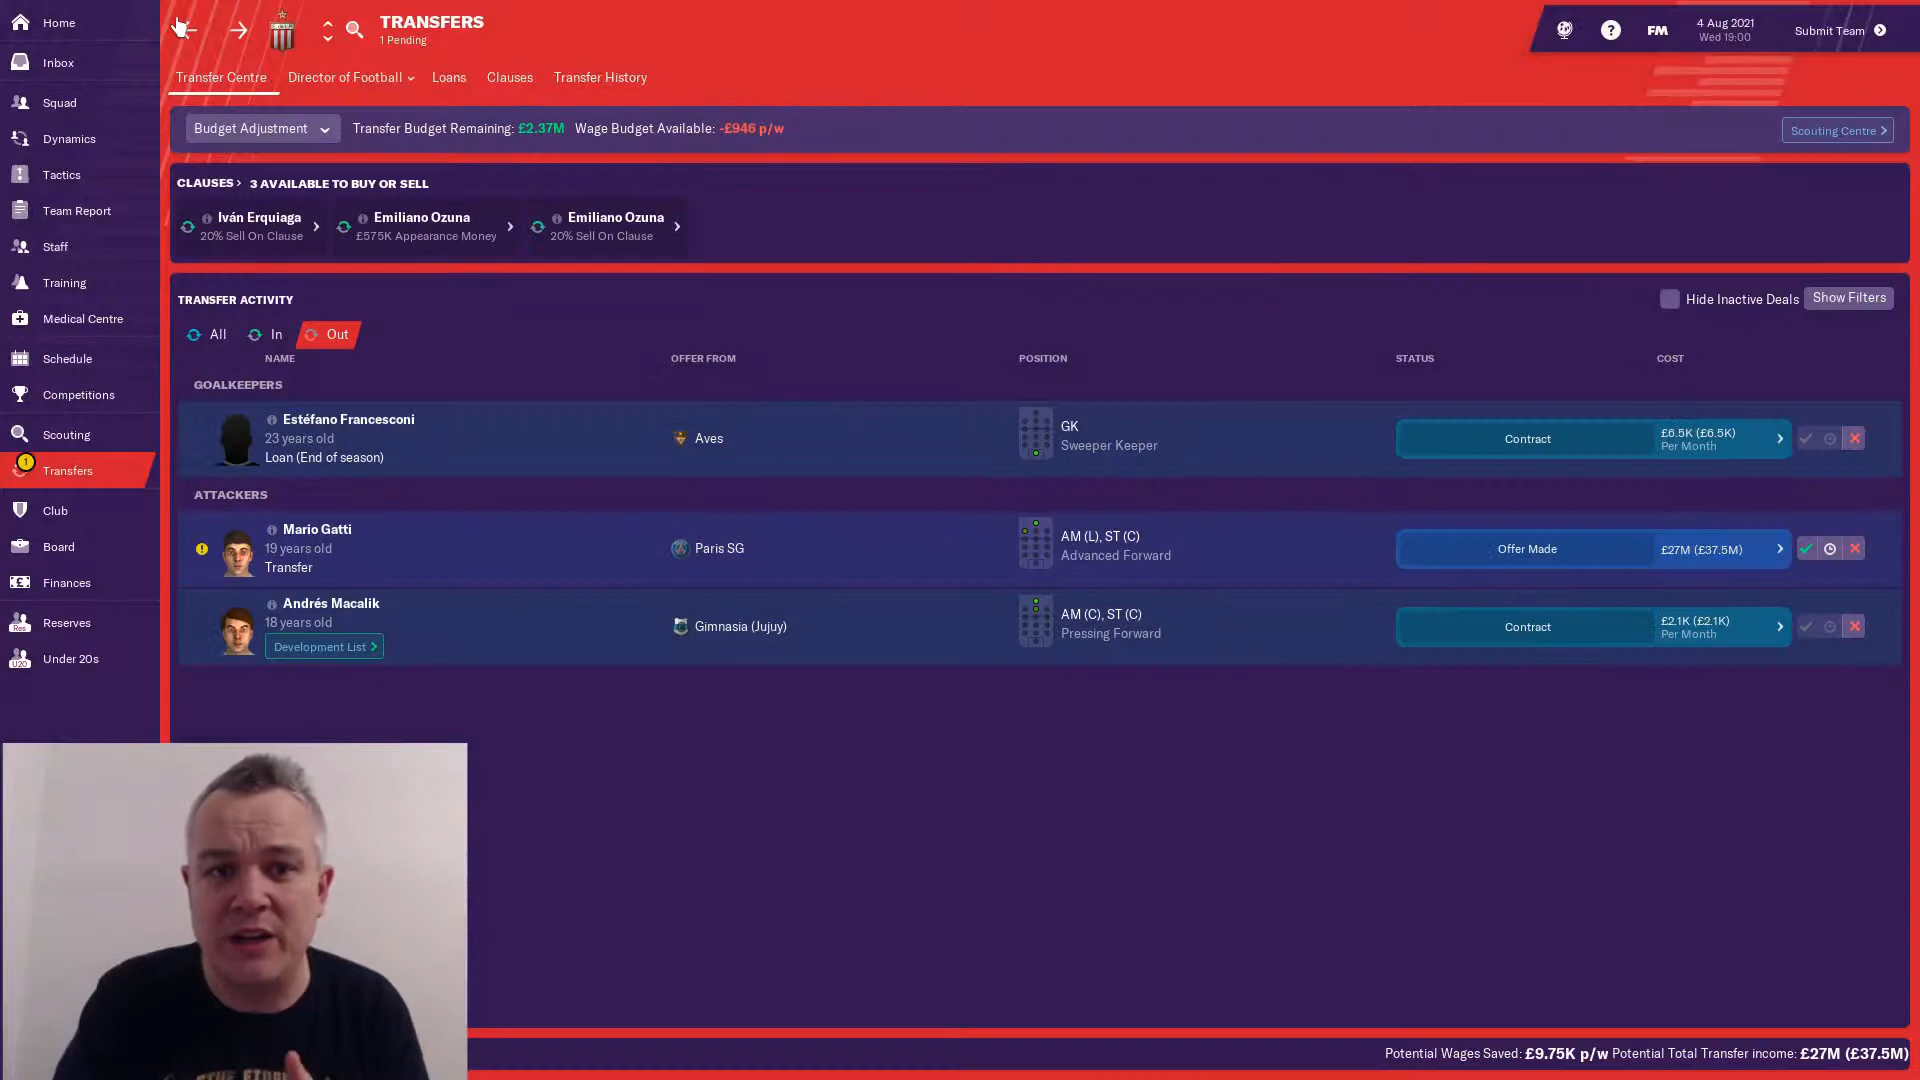 Home
Inbox
Squad
Dynamics
Tactics
Team Report
Staff
Training
Medical Centre
Schedule
Competitions
Scouting
1
Transfers
Club
Board
Finances
Res
Reserves
U20
Under 20s
TRANSFERS
1 Pending
? FM
4 Aug 2021
Wed 19:00
Submit Team
Transfer Centre Director of Football Loans Clauses Transfer History
Budget Adjustment Transfer Budget Remaining: £2.37M Wage Budget Available: -£946 p/w
Scouting Centre
CLAUSES 3 AVAILABLE TO BUY OR SELL
Iván Erquiaga
20% Sell On Clause
Emiliano Ozuna
£575K Appearance Money
Emiliano Ozuna
20% Sell On Clause
TRANSFER ACTIVITY
Hide Inactive Deals Show Filters
All In Out
NAME OFFER FROM POSITION STATUS COST
GOALKEEPERS
Estéfano Francesconi
23 years old
Loan (End of season)
Aves
GK
Sweeper Keeper
Contract
£6.5K (£6.5K)
Per Month
ATTACKERS
Mario Gatti
19 years old
Transfer
Paris SG
AM (L), ST (C)
Advanced Forward
Offer Made
£27M (£37.5M)
Andrés Macalik
18 years old
Development List
Gimnasia (Jujuy)
AM (C), ST (C)
Pressing Forward
Contract
£2.1K (£2.1K)
Per Month
Potential Wages Saved: £9.75K p/w Potential Total Transfer income: £27M (£37.5M)